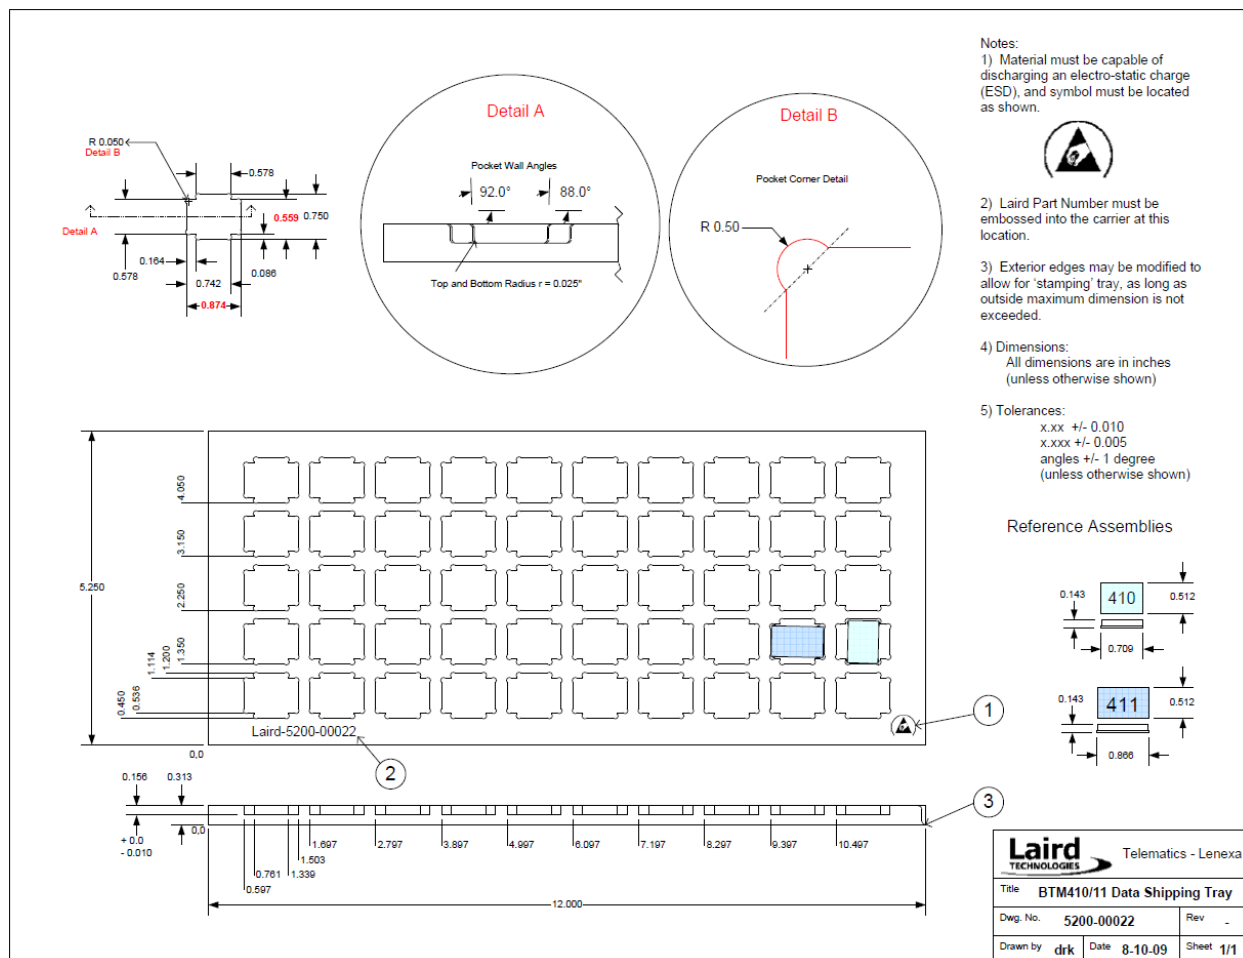 Notes:
1) Material must be capable of
discharging an electro-static charge
(ESD), and symbol must be located
as shown.
2) Laird Part Number must be
embossed into the carrier at this
location.
3) Exterior edges may be modified to
allow for 'stamping' tray, as long as
outside maximum dimension is not
exceeded.
4) Dimensions:
All dimensions are in inches
(unless otherwise shown)
5) Tolerances:
x.xx +/- 0.010
x.xxx +/- 0.005
angles +/- 1 degree
(unless otherwise shown)
R 0.050
Detail B
0.578
0.559
0.750
Detail A
0.578
0.164
0.086
0.742
0.874
Detail A
Pocket Wall Angles
92.0°
88.0°
Top and Bottom Radius r = 0.025"
Detail B
Pocket Corner Detail
R 0.50
5.250
4.050
3.150
2.250
1.350
1.200
1.114
0.536
0.450
0,0
Laird-5200-00022
1
2
Reference Assemblies
0.143
410
0.512
0.709
0.143
411
0.512
0.866
0.156
0.313
+ 0.0
- 0.010
0,0
3
1.697
2.797
3.897
4.997
6.097
7.197
8.297
9.397
10.497
1.503
1.339
0.761
0.597
12.000
Laird
TECHNOLOGIES
Telematics - Lenexa
Title BTM410/11 Data Shipping Tray
Dwg. No. 5200-00022 Rev -
Drawn by drk Date 8-10-09 Sheet 1/1